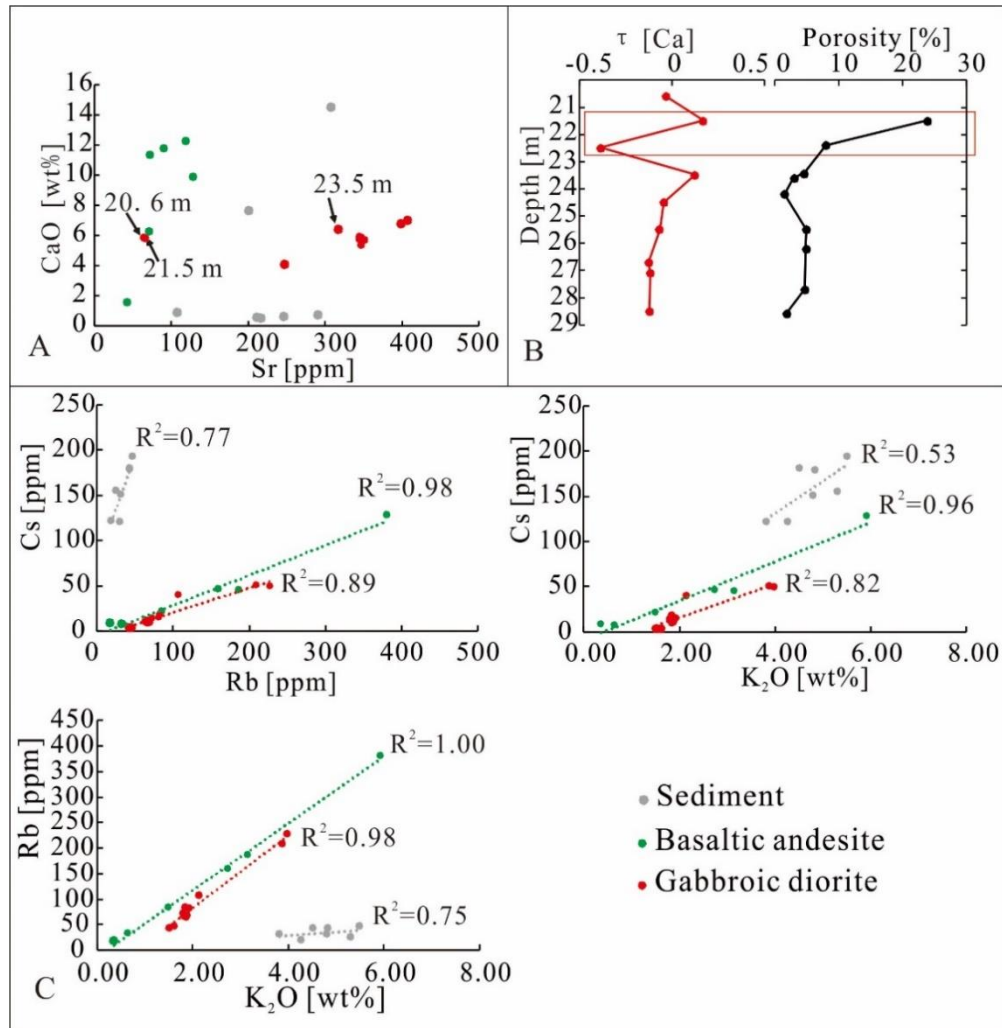 τ [Ca]
Porosity [%]
-0.5 0 0.5 0 10 20 30
16
14
12
10
8
6
4
2
0
CaO [wt%]
20. 6 m
21.5 m
23.5 m
0 100 200 300 400 500
Sr [ppm]
A
21
22
23
24
25
26
27
28
29
Depth [m]
B
250
200
150
100
50
0
Cs [ppm]
R²=0.77
R²=0.98
R²=0.89
0 100 200 300 400 500
Rb [ppm]
250
200
150
100
50
0
Cs [ppm]
R²=0.53
R²=0.96
R²=0.82
0.00 2.00 4.00 6.00 8.00
K₂O [wt%]
450
400
350
300
250
200
150
100
50
0
Rb [ppm]
R²=1.00
R²=0.98
R²=0.75
0.00 2.00 4.00 6.00 8.00
K₂O [wt%]
C
Sediment
Basaltic andesite
Gabbroic diorite